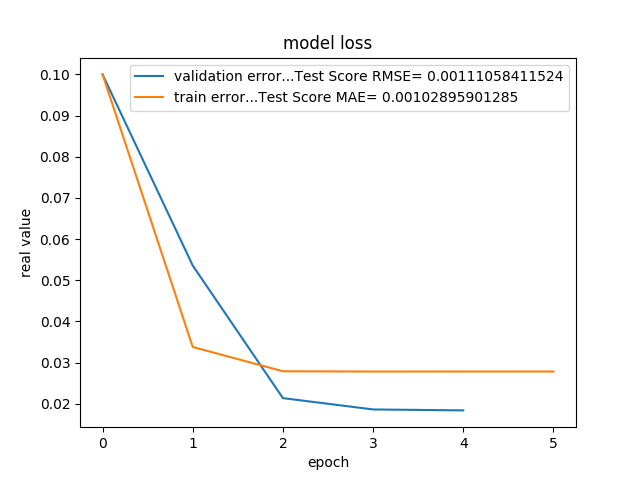 model loss
validation error...Test Score RMSE= 0.00111058411524
train error...Test Score MAE= 0.00102895901285
0.10
0.09
0.08
0.07
0.06
0.05
0.04
0.03
0.02
real value
0 1 2 3 4 5
epoch